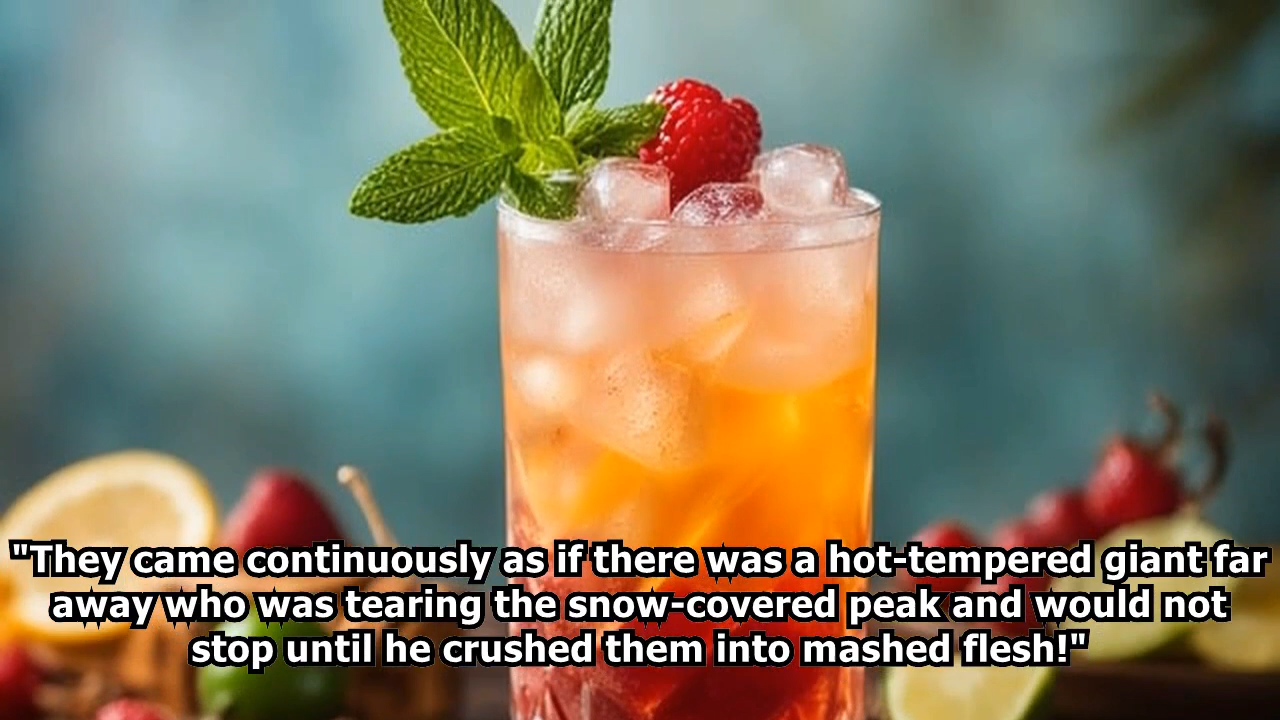 "They came continuously as if there was a hot-tempered giant far
away who was tearing the snow-covered peak and would not
stop until he crushed them into mashed flesh!"